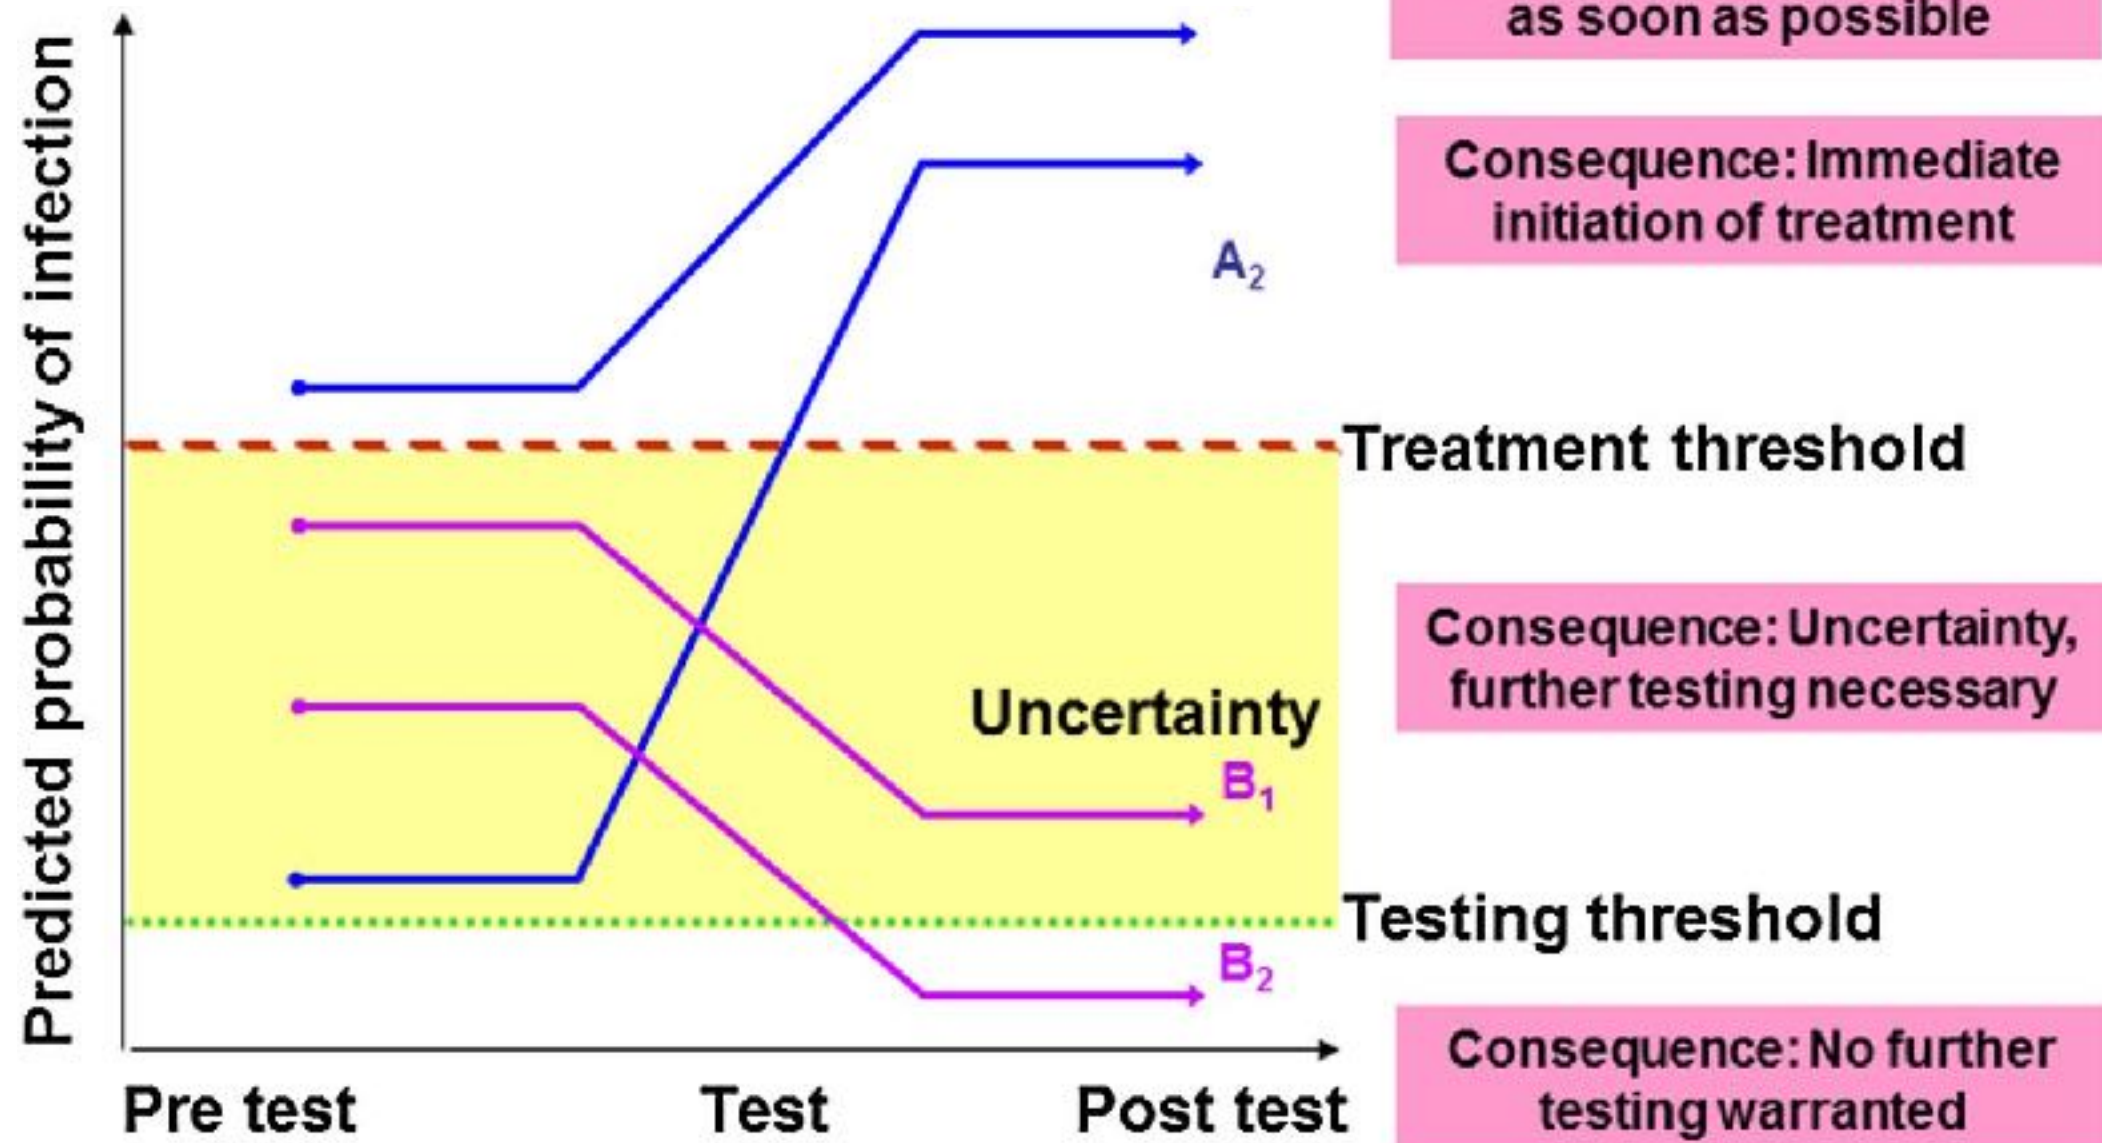 as soon as possible
Consequence: Immediate
initiation of treatment
A₂
Predicted probability of infection
Treatment threshold
Consequence: Uncertainty,
further testing necessary
Uncertainty
B₁
Testing threshold
B₂
Consequence: No further
testing warranted
Pre test Test Post test